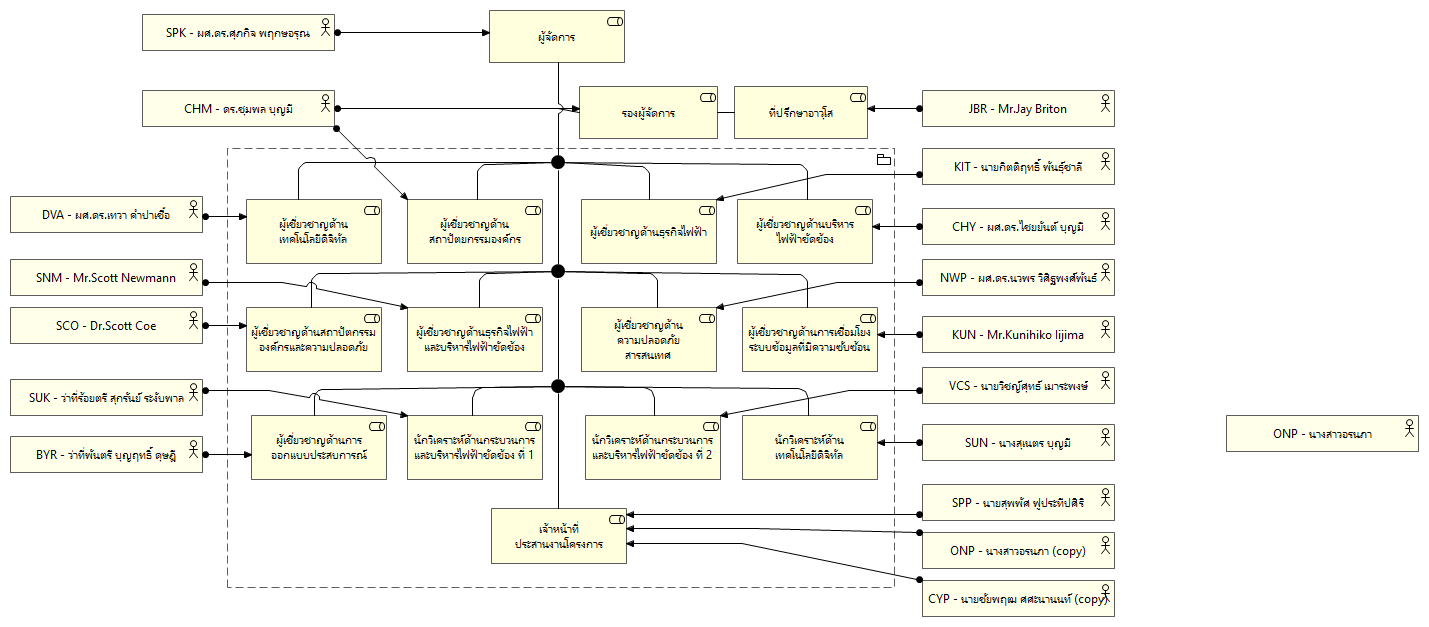 SPK - ผศ.ดร.ศุภกิจ พฤกษอรุณ
ผู้จัดการ
CHM - ดร.ชุมพล บุญมี
รองผู้จัดการ
ที่ปรึกษาอาวุโส
JBR - Mr.Jay Briton
KIT - นายกิตติฤทธิ์ พันธุ์ชาลี
DVA - ผศ.ดร.เทวา คำปาเชื้อ
ผู้เชี่ยวชาญด้าน
เทคโนโลยีดิจิทัล
ผู้เชี่ยวชาญด้าน
สถาปัตยกรรมองค์กร
ผู้เชี่ยวชาญด้านธุรกิจไฟฟ้า
ผู้เชี่ยวชาญด้านบริหาร
ไฟฟ้าขัดข้อง
CHY - ผศ.ดร.ไชยยันต์ บุญมี
SNM - Mr.Scott Newmann
NWP - ผศ.ดร.นวพร วิสิฐพงศ์พันธ์
SCO - Dr.Scott Coe
ผู้เชี่ยวชาญด้านสถาปัตกรรม
องค์กรและความปลอดภัย
ผู้เชี่ยวชาญด้านธุรกิจไฟฟ้า
และบริหารไฟฟ้าขัดข้อง
ผู้เชี่ยวชาญด้าน
ความปลอดภัย
สารสนเทศ
ผู้เชี่ยวชาญด้านการเชื่อมโยง
ระบบข้อมูลที่มีความซับซ้อน
KUN - Mr.Kunihiko Iijima
SUK - ว่าที่ร้อยตรี สุกรันย์ ระงับพาล
VCS - นายวิชญ์ศุทธ์ เมาระพงษ์
BYR - ว่าที่พันตรี บุญฤทธิ์ ดุษฎี
ผู้เชี่ยวชาญด้านการ
ออกแบบประสบการณ์
นักวิเคราะห์ด้านกระบวนการ
และบริหารไฟฟ้าขัดข้อง ที่ 1
นักวิเคราะห์ด้านกระบวนการ
และบริหารไฟฟ้าขัดข้อง ที่ 2
นักวิเคราะห์ด้าน
เทคโนโลยีดิจิทัล
SUN - นางสุเนตร บุญมี
ONP - นางสาวอรนภา
เจ้าหน้าที่
ประสานงานโครงการ
SPP - นายสุพพัศ ฟูประทีปศิริ
ONP - นางสาวอรนภา (copy)
CYP - นายชัยพฤฒ ศศะนานนท์ (copy)